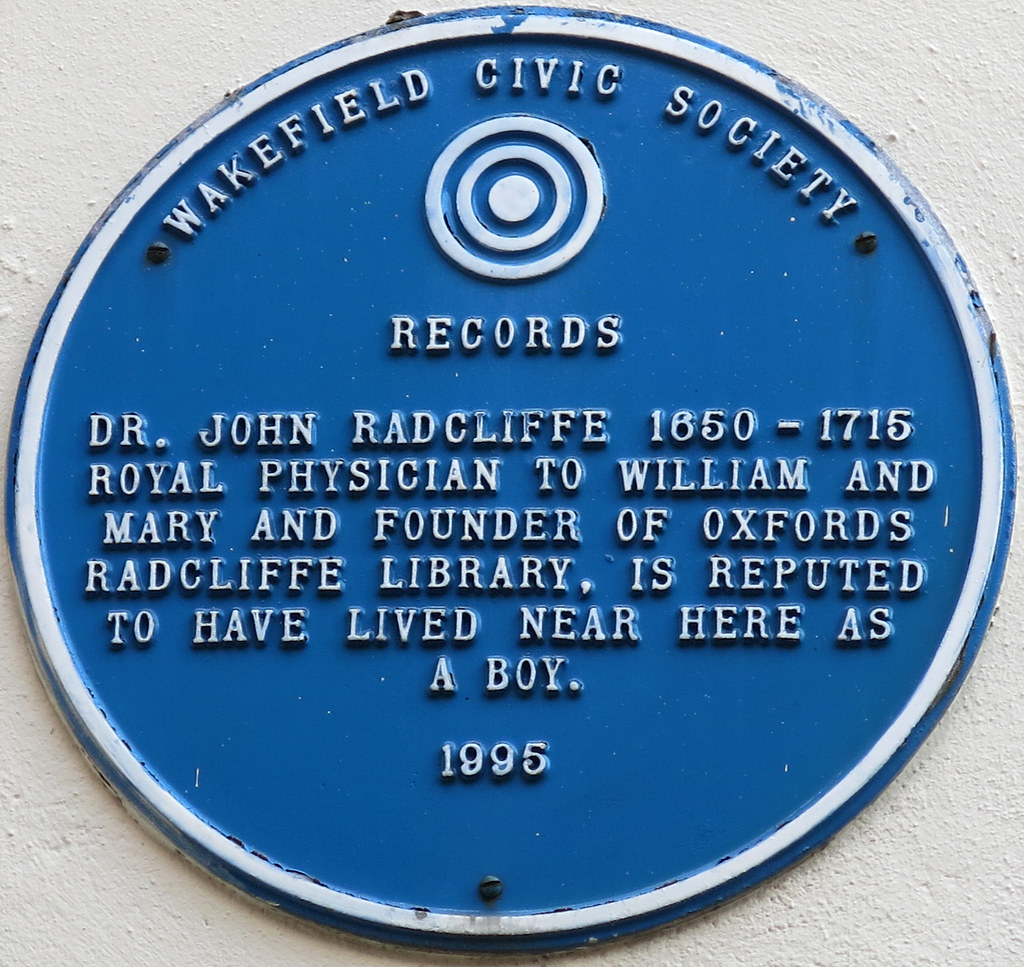 WAKEFIELD CIVIC SOCIETY
RECORDS
DR. JOHN RADCLIFFE 1650 - 1715
ROYAL PHYSICIAN TO WILLIAM AND
MARY AND FOUNDER OF OXFORDS
RADCLIFFE LIBRARY, IS REPUTED
TO HAVE LIVED NEAR HERE AS
A BOY.
1995